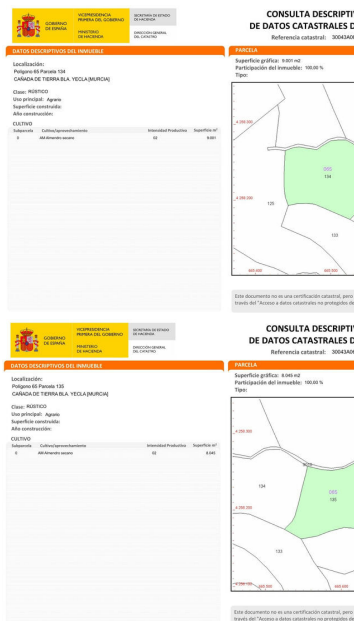 GOBIERNO
DE ESPAÑA
VICEPRESIDENCIA
PRIMERA DEL GOBIERNO
MINISTERIO
DE HACIENDA
SECRETARÍA DE ESTADO
DE HACIENDA
DIRECCIÓN GENERAL
DEL CATASTRO
CONSULTA DESCRIPTI
DE DATOS CATASTRALES D
Referencia catastral: 30043A06
DATOS DESCRIPTIVOS DEL INMUEBLE
Localización:
Polígono 65 Parcela 134
CAÑADA DE TIERRA BLA. YECLA [MURCIA]
Clase: RÚSTICO
Uso principal: Agrario
Superficie construida:
Año construcción:
CULTIVO
Subparcela Cultivo/aprovechamiento Intensidad Productiva Superficie m²
0 AM Almendro secano 03 9.001
PARCELA
Superficie gráfica: 9.001 m2
Participación del inmueble: 100,00 %
Tipo:
134
125
133
Este documento no es una certificación catastral, pero
través del "Acceso a datos catastrales no protegidos de
GOBIERNO
DE ESPAÑA
VICEPRESIDENCIA
PRIMERA DEL GOBIERNO
MINISTERIO
DE HACIENDA
SECRETARÍA DE ESTADO
DE HACIENDA
DIRECCIÓN GENERAL
DEL CATASTRO
CONSULTA DESCRIPTI
DE DATOS CATASTRALES D
Referencia catastral: 30043A06
DATOS DESCRIPTIVOS DEL INMUEBLE
Localización:
Polígono 65 Parcela 135
CAÑADA DE TIERRA BLA. YECLA [MURCIA]
Clase: RÚSTICO
Uso principal: Agrario
Superficie construida:
Año construcción:
CULTIVO
Subparcela Cultivo/aprovechamiento Intensidad Productiva Superficie m²
0 AM Almendro secano 03 8.045
PARCELA
Superficie gráfica: 8.045 m2
Participación del inmueble: 100,00 %
Tipo:
134
135
133
Este documento no es una certificación catastral, pero
través del "Acceso a datos catastrales no protegidos de